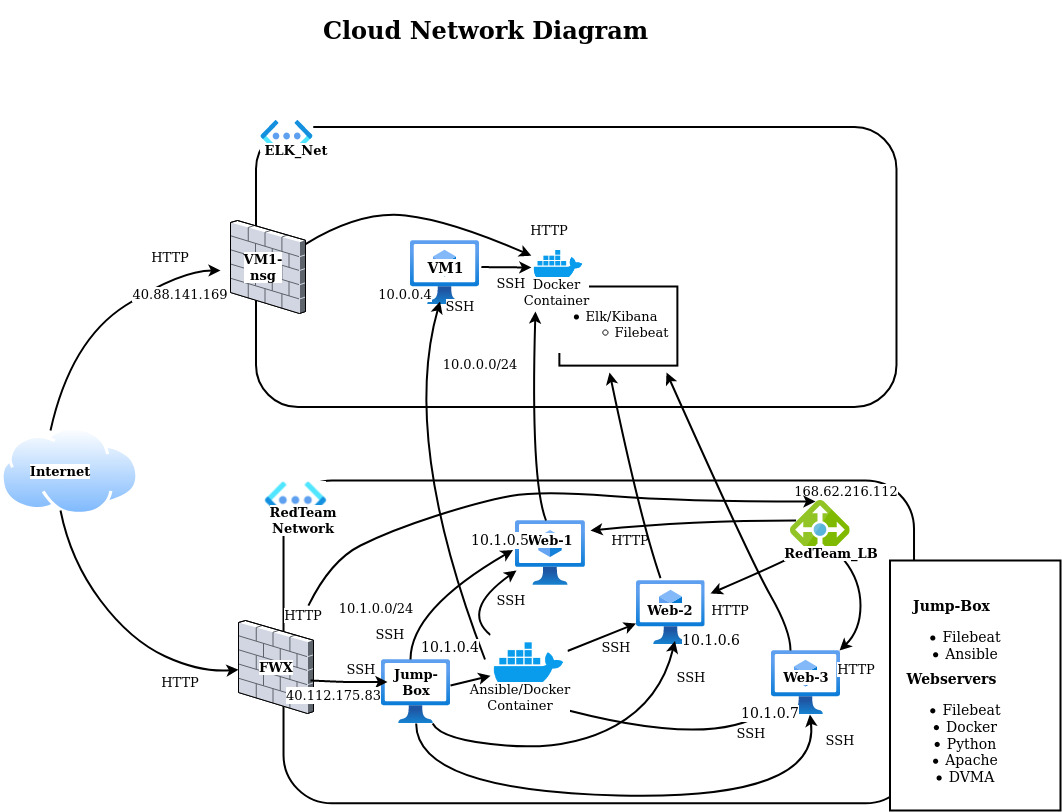 Cloud Network Diagram
ELK_Net
HTTP
VM1-
nsg
HTTP
VM1
40.88.141.169
10.0.0.4
SSH
SSH
Docker
Container
• Elk/Kibana
○ Filebeat
10.0.0.0/24
Internet
RedTeam
Network
168.62.216.112
10.1.0.5
Web-1
HTTP
RedTeam_LB
HTTP
10.1.0.0/24
SSH
Web-2
HTTP
SSH
10.1.0.4
SSH
10.1.0.6
FWX
SSH
HTTP
40.112.175.83
Jump-
Box
Ansible/Docker
Container
SSH
Web-3
HTTP
10.1.0.7
SSH
SSH
Jump-Box
• Filebeat
• Ansible
Webservers
• Filebeat
• Docker
• Python
• Apache
• DVMA